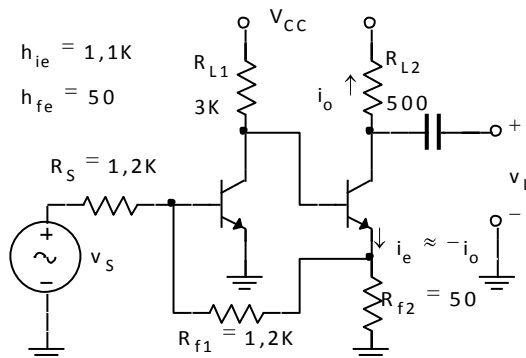 V_CC
h_ie = 1,1K
h_fe = 50
R_L1
3K
R_L2
500
i_o ↑
R_S = 1,2K
+
v_S
−
+
v_L
−
↓ i_e ≈ −i_o
R_f1 = 1,2K
R_f2 = 50